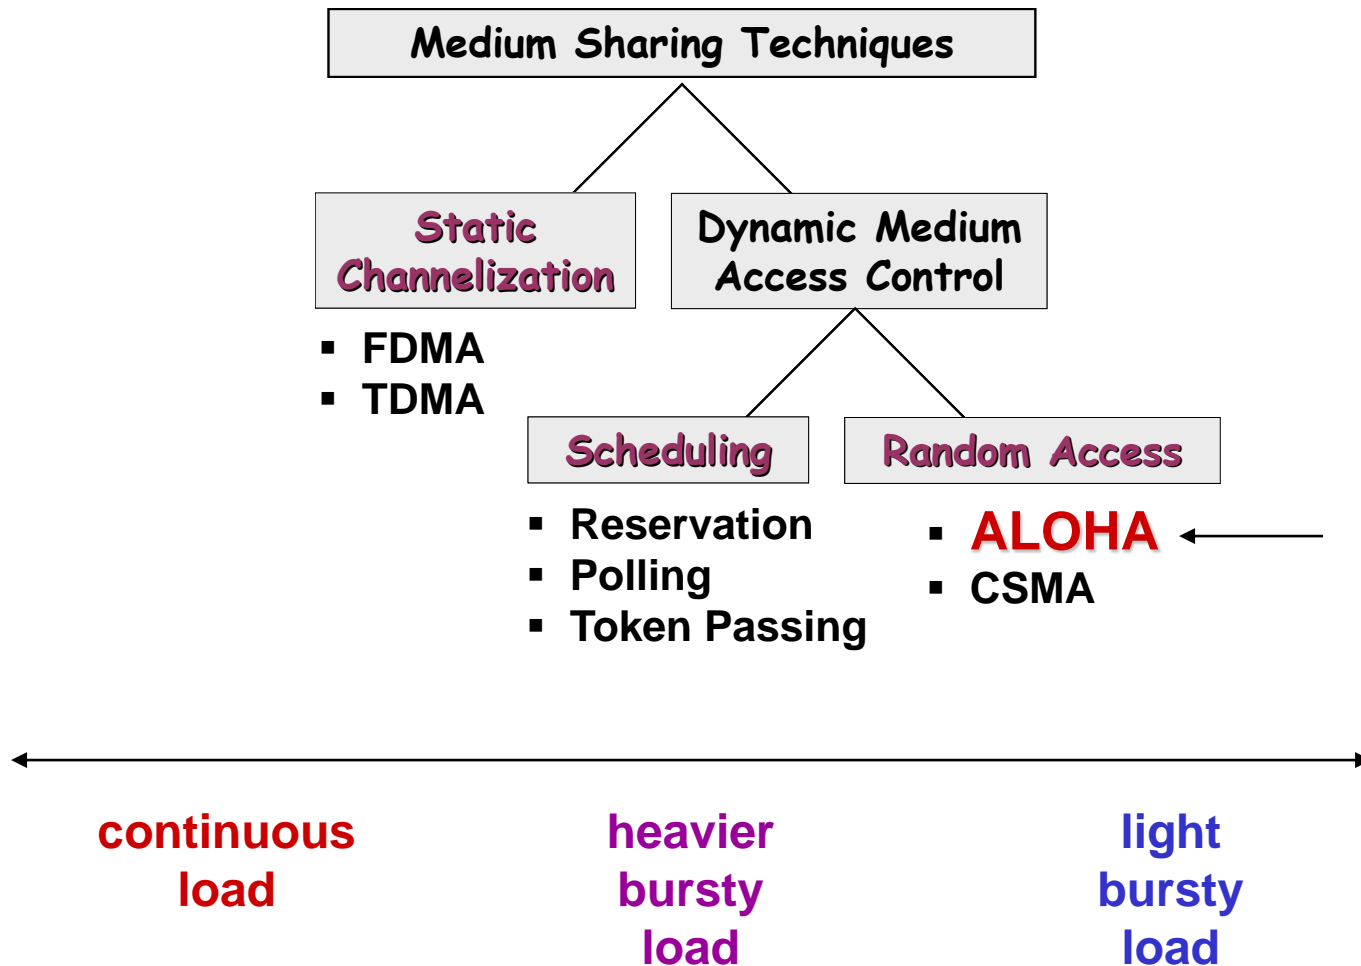 Medium Sharing Techniques
Static
Channelization
Dynamic Medium
Access Control
▪ FDMA
▪ TDMA
Scheduling
Random Access
▪ Reservation
▪ Polling
▪ Token Passing
▪ ALOHA
▪ CSMA
continuous
load
heavier
bursty
load
light
bursty
load